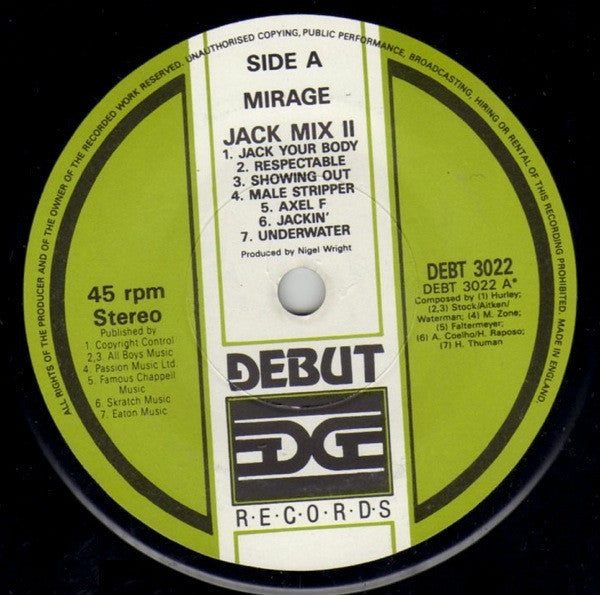 ALL RIGHTS OF THE PRODUCER AND OF THE OWNER OF THE RECORDED WORK RESERVED. UNAUTHORISED COPYING, PUBLIC PERFORMANCE, BROADCASTING, HIRING OR RENTAL OF THIS RECORDING PROHIBITED. MADE IN ENGLAND.
SIDE A
MIRAGE
JACK MIX II
1. JACK YOUR BODY
2. RESPECTABLE
3. SHOWING OUT
4. MALE STRIPPER
5. AXEL F
6. JACKIN'
7. UNDERWATER
Produced by Nigel Wright
45 rpm
Stereo
Published by
1. Copyright Control
2,3. All Boys Music
4. Passion Music Ltd.
5. Famous Chappell
Music
6. Skratch Music
7. Eaton Music
DEBT 3022
DEBT 3022 A*
Composed by (1) Hurley;
(2,3) Stock/Aitken/
Waterman; (4) M. Zone;
(5) Faltermeyer;
(6) A. Coelho/H. Raposo;
(7) H. Thuman
DEBUT
R·E·C·O·R·D·S